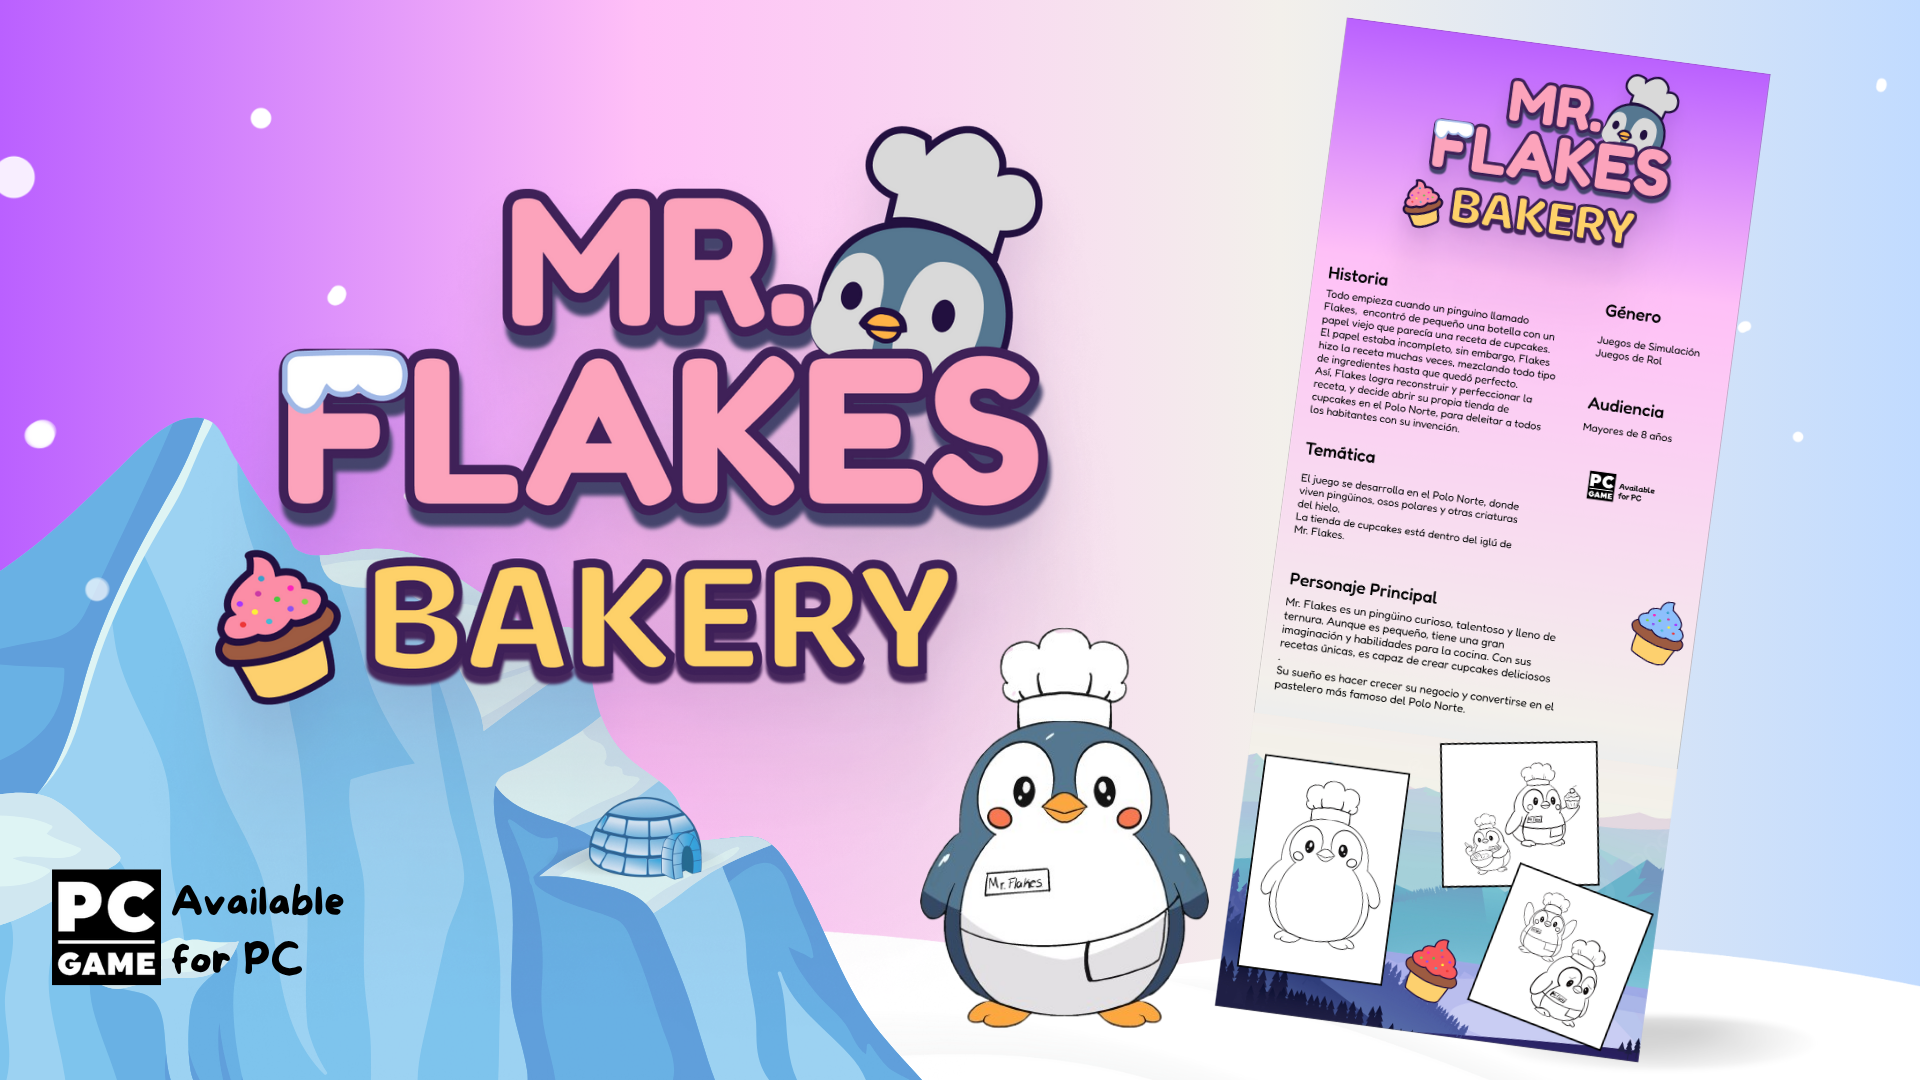 MR.
FLAKES
BAKERY
PC
GAME
Available
for PC
Mr. Flakes
MR.
FLAKES
BAKERY
Historia
Todo empieza cuando un pinguino llamado
Flakes, encontró de pequeño una botella con un
papel viejo que parecía una receta de cupcakes.
El papel estaba incompleto, sin embargo, Flakes
hizo la receta muchas veces, mezclando todo tipo
de ingredientes hasta que quedó perfecto.
Así, Flakes logra reconstruir y perfeccionar la
receta, y decide abrir su propia tienda de
cupcakes en el Polo Norte, para deleitar a todos
los habitantes con su invención.
Género
Juegos de Simulación
Juegos de Rol
Audiencia
Mayores de 8 años
PC
GAME
Available
for PC
Temática
El juego se desarrolla en el Polo Norte, donde
viven pingüinos, osos polares y otras criaturas
del hielo.
La tienda de cupcakes está dentro del iglú de
Mr. Flakes.
Personaje Principal
Mr. Flakes es un pingüino curioso, talentoso y lleno de
ternura. Aunque es pequeño, tiene una gran
imaginación y habilidades para la cocina. Con sus
recetas únicas, es capaz de crear cupcakes deliciosos
.
Su sueño es hacer crecer su negocio y convertirse en el
pastelero más famoso del Polo Norte.